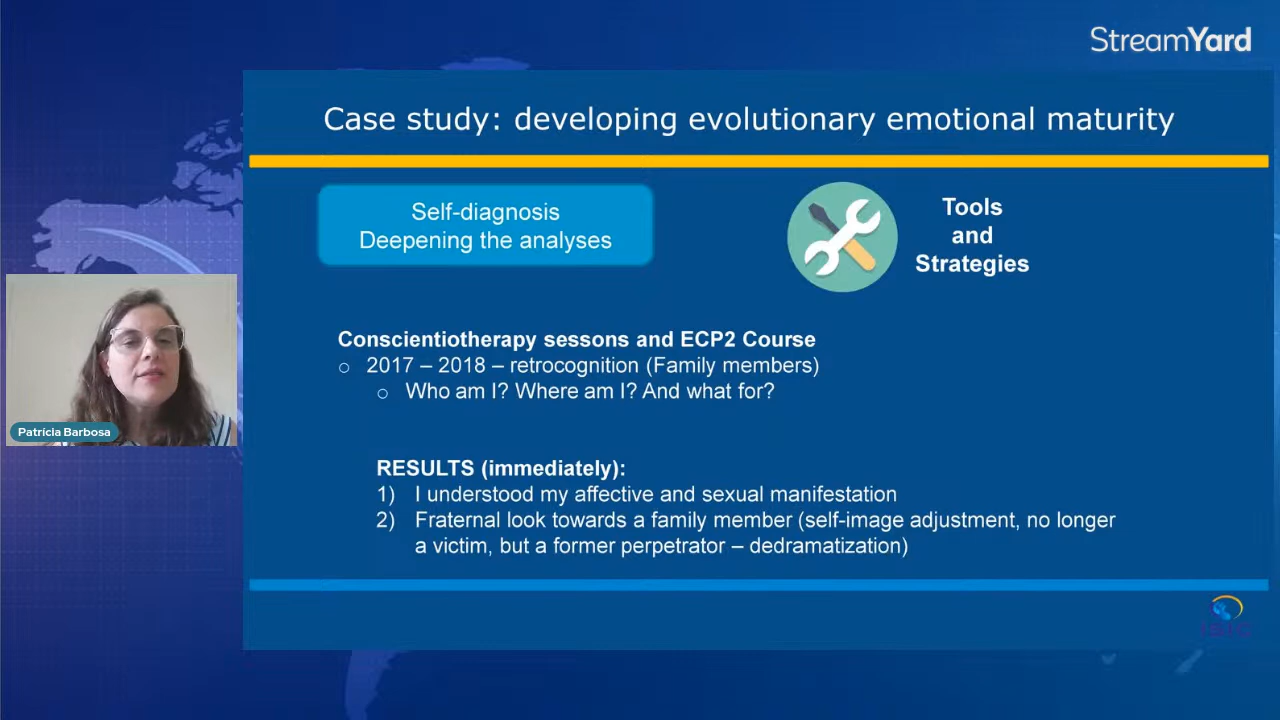 StreamYard
Case study: developing evolutionary emotional maturity
Self-diagnosis
Deepening the analyses
Tools
and
Strategies
Conscientiotherapy sessons and ECP2 Course
2017 – 2018 – retrocognition (Family members)
Who am I? Where am I? And what for?
RESULTS (immediately):
1) I understood my affective and sexual manifestation
2) Fraternal look towards a family member (self-image adjustment, no longer
a victim, but a former perpetrator – dedramatization)
Patrícia Barbosa